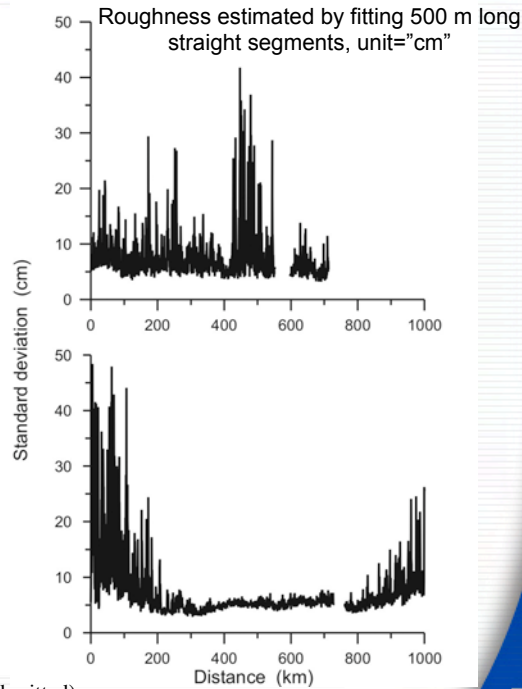 Roughness estimated by fitting 500 m long
straight segments, unit=”cm”
50
40
30
20
10
0
0 200 400 600 800 1000
Standard deviation (cm)
50
40
30
20
10
0
0 200 400 600 800 1000
Distance (km)